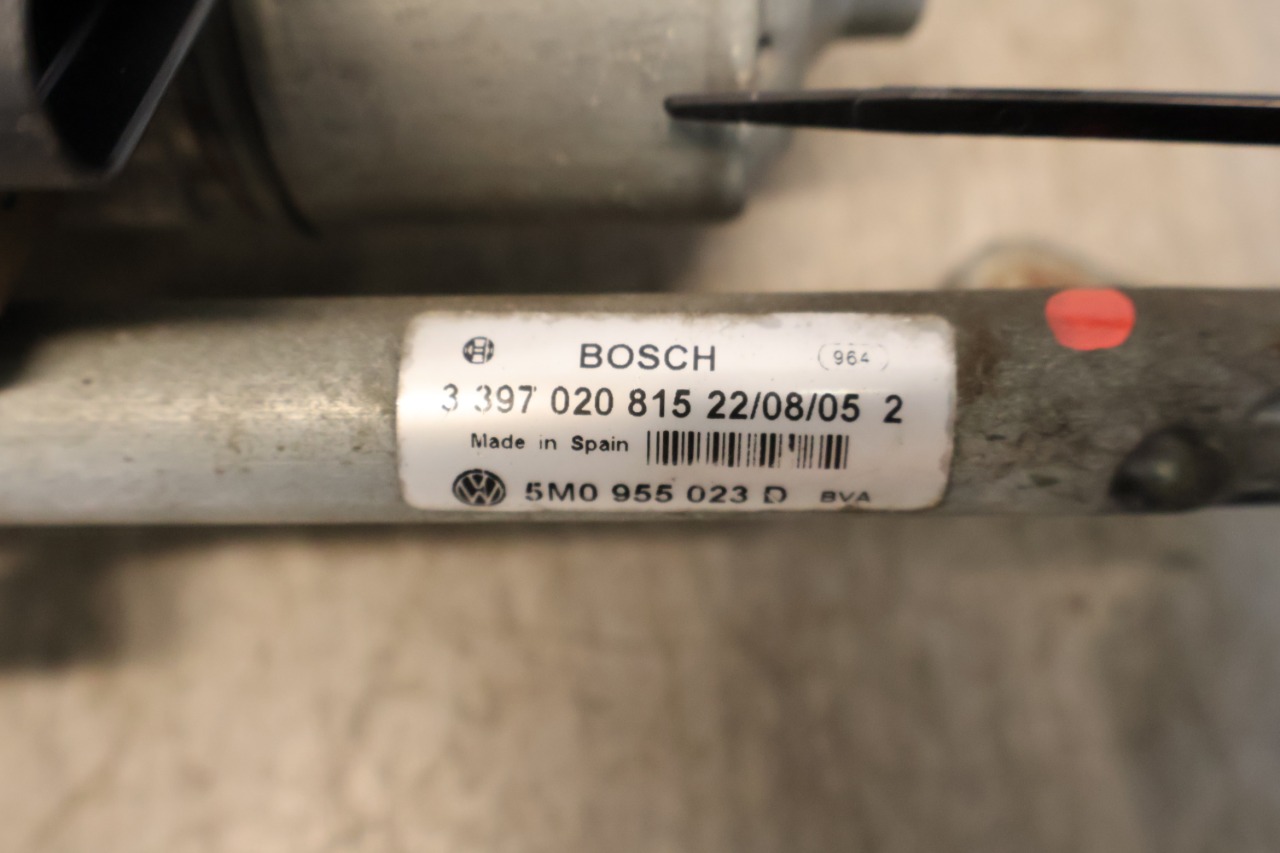 BOSCH 964
3 397 020 815 22/08/05 2
Made in Spain
5M0 955 023 D BVA